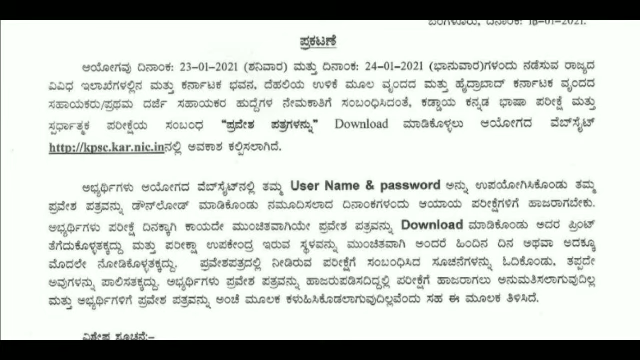 ಬೆಂಗಳೂರು, ದಿನಾಂಕ: 18-01-2021.
ಪ್ರಕಟಣೆ
ಆಯೋಗವು ದಿನಾಂಕ: 23-01-2021 (ಶನಿವಾರ) ಮತ್ತು ದಿನಾಂಕ: 24-01-2021 (ಭಾನುವಾರ)ಗಳಂದು ನಡೆಸುವ ರಾಜ್ಯದ
ವಿವಿಧ ಇಲಾಖೆಗಳಲ್ಲಿನ ಮತ್ತು ಕರ್ನಾಟಕ ಭವನ, ದೆಹಲಿಯ ಉಳಿಕೆ ಮೂಲ ವೃಂದದ ಮತ್ತು ಹೈದ್ರಾಬಾದ್ ಕರ್ನಾಟಕ ವೃಂದದ
ಸಹಾಯಕರು/ಪ್ರಥಮ ದರ್ಜೆ ಸಹಾಯಕರ ಹುದ್ದೆಗಳ ನೇಮಕಾತಿಗೆ ಸಂಬಂಧಿಸಿದಂತೆ, ಕಡ್ಡಾಯ ಕನ್ನಡ ಭಾಷಾ ಪರೀಕ್ಷೆ ಮತ್ತು
ಸ್ಪರ್ಧಾತ್ಮಕ ಪರೀಕ್ಷೆಯ ಸಂಬಂಧ "ಪ್ರವೇಶ ಪತ್ರಗಳನ್ನು" Download ಮಾಡಿಕೊಳ್ಳಲು ಆಯೋಗದ ವೆಬ್‌ಸೈಟ್
http://kpsc.kar.nic.inನಲ್ಲಿ ಅವಕಾಶ ಕಲ್ಪಿಸಲಾಗಿದೆ.
ಅಭ್ಯರ್ಥಿಗಳು ಆಯೋಗದ ವೆಬ್‌ಸೈಟ್‌ನಲ್ಲಿ ತಮ್ಮ User Name & password ಅನ್ನು ಉಪಯೋಗಿಸಿಕೊಂಡು ತಮ್ಮ
ಪ್ರವೇಶ ಪತ್ರವನ್ನು ಡೌನ್‌ಲೋಡ್ ಮಾಡಿಕೊಂಡು ನಮೂದಿಸಲಾದ ದಿನಾಂಕಗಳಂದು ಆಯಾಯ ಪರೀಕ್ಷೆಗಳಿಗೆ ಹಾಜರಾಗಬೇಕು.
ಅಭ್ಯರ್ಥಿಗಳು ಪರೀಕ್ಷೆ ದಿನಕ್ಕಾಗಿ ಕಾಯದೇ ಮುಂಚಿತವಾಗಿಯೇ ಪ್ರವೇಶ ಪತ್ರವನ್ನು Download ಮಾಡಿಕೊಂಡು ಅದರ ಪ್ರಿಂಟ್
ತೆಗೆದುಕೊಳ್ಳತಕ್ಕದ್ದು ಮತ್ತು ಪರೀಕ್ಷಾ ಉಪಕೇಂದ್ರ ಇರುವ ಸ್ಥಳವನ್ನು ಮುಂಚಿತವಾಗಿ ಅಂದರೆ ಹಿಂದಿನ ದಿನ ಅಥವಾ ಅದಕ್ಕೂ
ಮೊದಲೇ ನೋಡಿಕೊಳ್ಳತಕ್ಕದ್ದು. ಪ್ರವೇಶಪತ್ರದಲ್ಲಿ ನೀಡಿರುವ ಪರೀಕ್ಷೆಗೆ ಸಂಬಂಧಿಸಿದ ಸೂಚನೆಗಳನ್ನು ಓದಿಕೊಂಡು, ತಪ್ಪದೇ
ಅವುಗಳನ್ನು ಪಾಲಿಸತಕ್ಕದ್ದು. ಅಭ್ಯರ್ಥಿಗಳು ಪ್ರವೇಶ ಪತ್ರವನ್ನು ಹಾಜರುಪಡಿಸದಿದ್ದಲ್ಲಿ ಪರೀಕ್ಷೆಗೆ ಹಾಜರಾಗಲು ಅನುಮತಿಸಲಾಗುವುದಿಲ್ಲ
ಮತ್ತು ಅಭ್ಯರ್ಥಿಗಳಿಗೆ ಪ್ರವೇಶ ಪತ್ರವನ್ನು ಅಂಚೆ ಮೂಲಕ ಕಳುಹಿಸಿಕೊಡಲಾಗುವುದಿಲ್ಲವೆಂದು ಸಹ ಈ ಮೂಲಕ ತಿಳಿಸಿದೆ.
ವಿಶೇಷ ಸೂಚನೆ:-